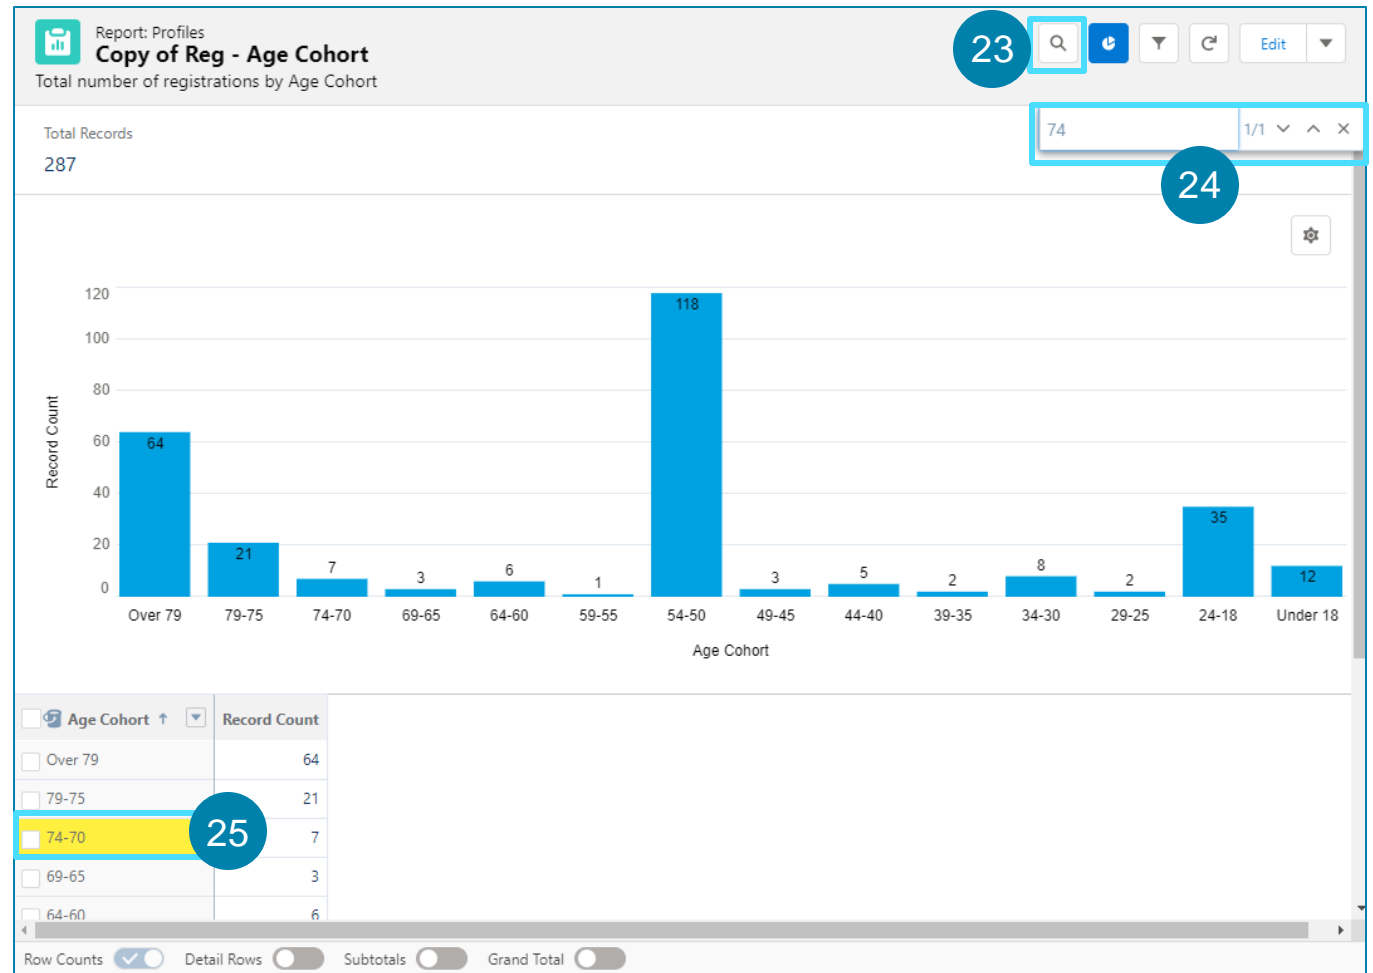 Report: Profiles
Copy of Reg - Age Cohort
Total number of registrations by Age Cohort
23
Edit
Total Records
287
74
1/1
24
120
100
80
60
40
20
0
Record Count
64
21
7
3
6
1
118
3
5
2
8
2
35
12
Over 79 79-75 74-70 69-65 64-60 59-55 54-50 49-45 44-40 39-35 34-30 29-25 24-18 Under 18
Age Cohort
Age Cohort ↑ Record Count
Over 79 64
79-75 21
74-70 7
25
69-65 3
64-60 6
Row Counts Detail Rows Subtotals Grand Total